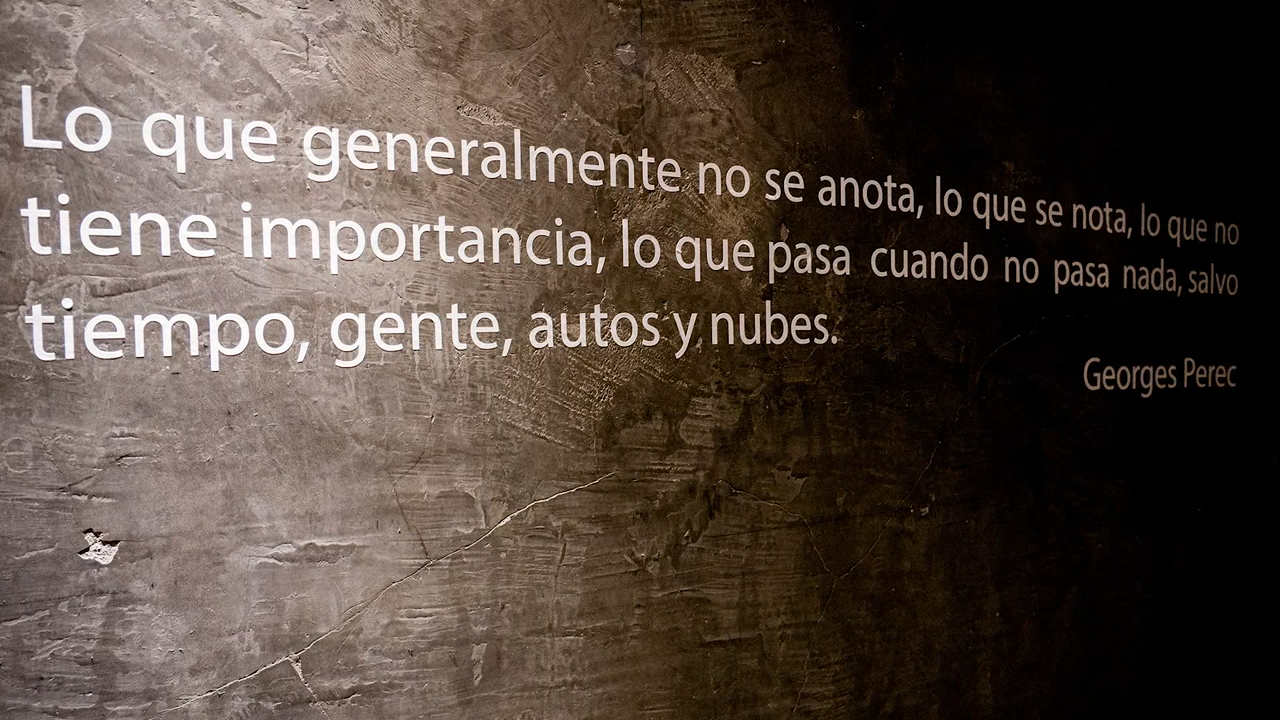 Lo que generalmente no se anota, lo que se nota, lo que no
tiene importancia, lo que pasa cuando no pasa nada, salvo
tiempo, gente, autos y nubes.
Georges Perec